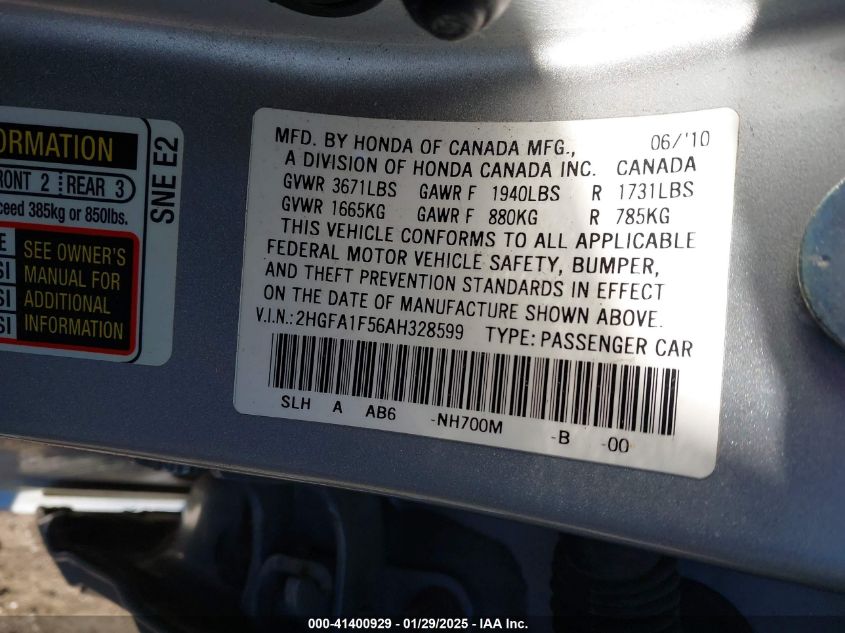 ORMATION
RONT 2 REAR 3
ceed 385kg or 850lbs.
SEE OWNER'S
MANUAL FOR
ADDITIONAL
INFORMATION
SNE E2
MFD. BY HONDA OF CANADA MFG., 06/'10
A DIVISION OF HONDA CANADA INC. CANADA
GVWR 3671LBS GAWR F 1940LBS R 1731LBS
GVWR 1665KG GAWR F 880KG R 785KG
THIS VEHICLE CONFORMS TO ALL APPLICABLE
FEDERAL MOTOR VEHICLE SAFETY, BUMPER,
AND THEFT PREVENTION STANDARDS IN EFFECT
ON THE DATE OF MANUFACTURE SHOWN ABOVE.
V.I.N.:2HGFA1F56AH328599 TYPE:PASSENGER CAR
SLH A AB6 -NH700M -B -00
000-41400929 - 01/29/2025 - IAA Inc.